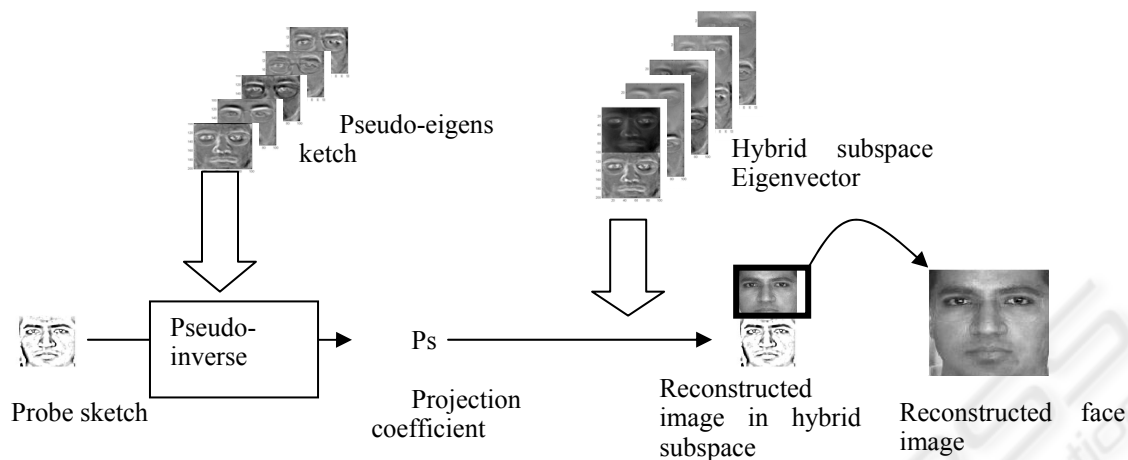 Pseudo-eigens
ketch
Hybrid subspace
Eigenvector
Pseudo-
inverse
Ps
Probe sketch
Projection
coefficient
Reconstructed
image in hybrid
subspace
Reconstructed face
image